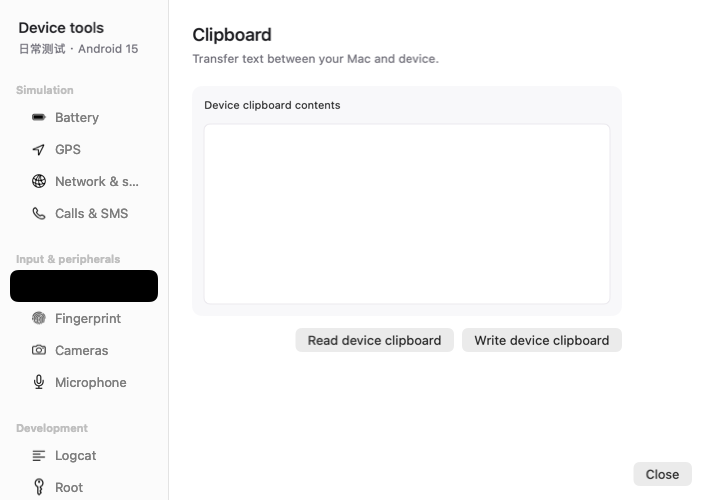 Device tools
日常测试 · Android 15
Simulation
Battery
GPS
Network & s...
Calls & SMS
Input & peripherals
Fingerprint
Cameras
Microphone
Development
Logcat
Root
Clipboard
Transfer text between your Mac and device.
Device clipboard contents
Read device clipboard
Write device clipboard
Close